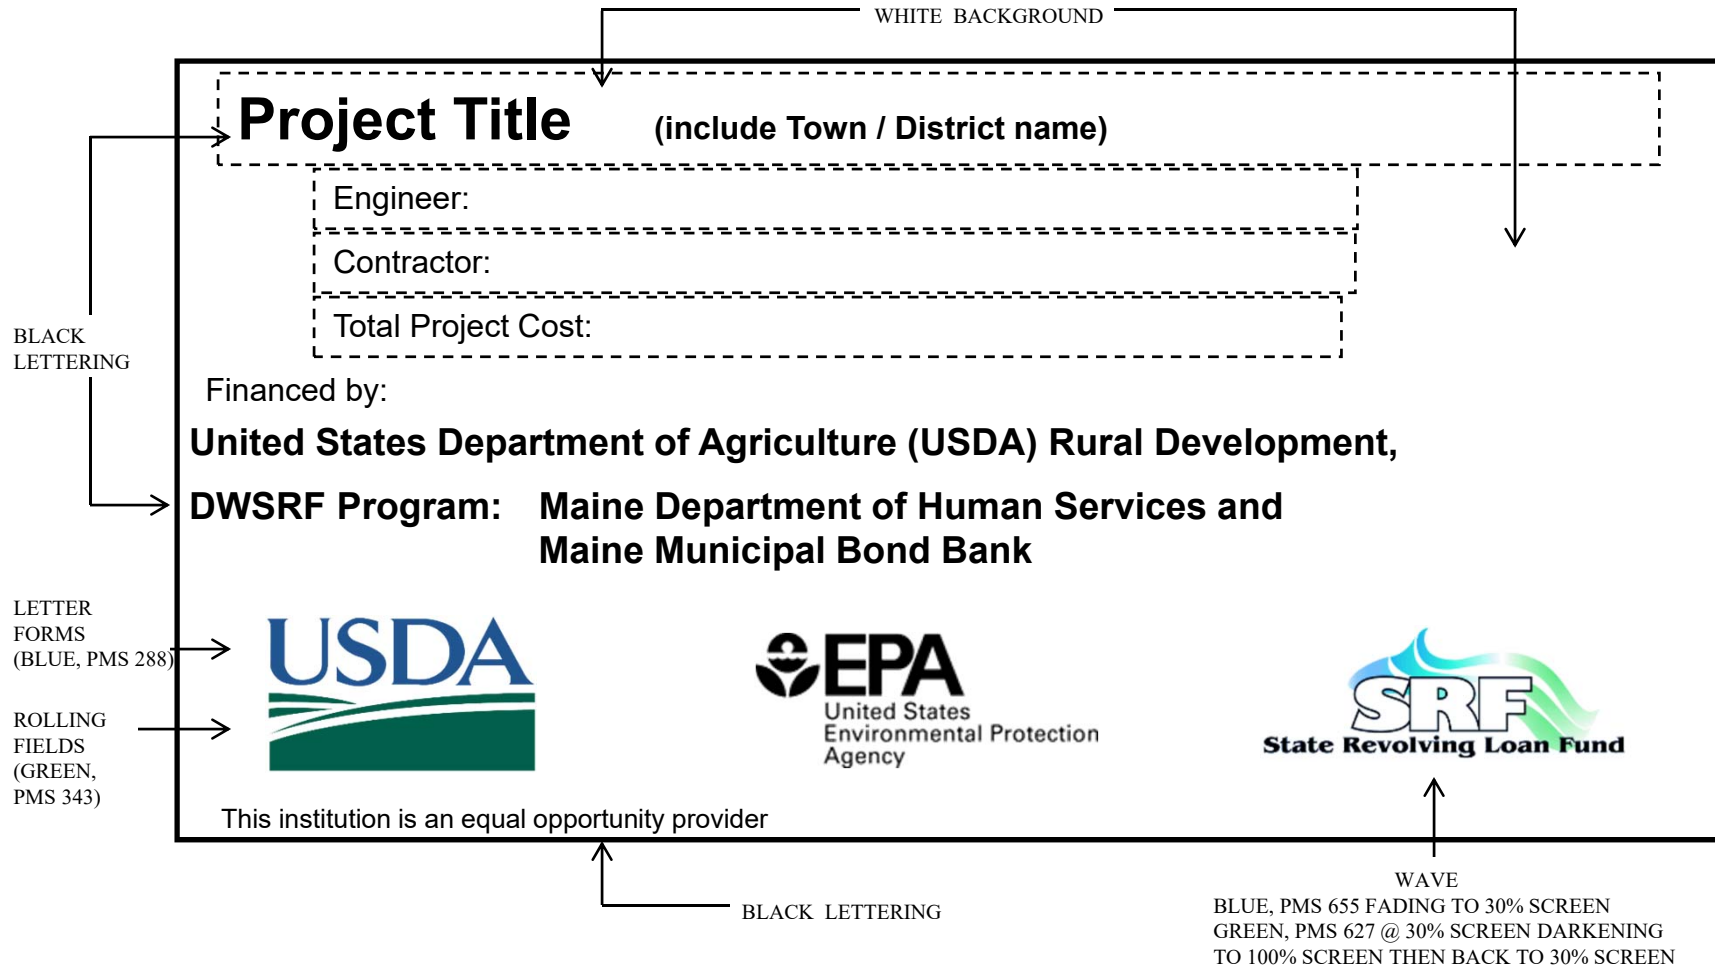 WHITE BACKGROUND
Project Title (include Town / District name)
Engineer:
Contractor:
Total Project Cost:
BLACK
LETTERING
Financed by:
United States Department of Agriculture (USDA) Rural Development,
DWSRF Program: Maine Department of Human Services and
Maine Municipal Bond Bank
LETTER
FORMS
(BLUE, PMS 288)
ROLLING
FIELDS
(GREEN,
PMS 343)
USDA
EPA
United States
Environmental Protection
Agency
SRF
State Revolving Loan Fund
This institution is an equal opportunity provider
BLACK LETTERING
WAVE
BLUE, PMS 655 FADING TO 30% SCREEN
GREEN, PMS 627 @ 30% SCREEN DARKENING
TO 100% SCREEN THEN BACK TO 30% SCREEN